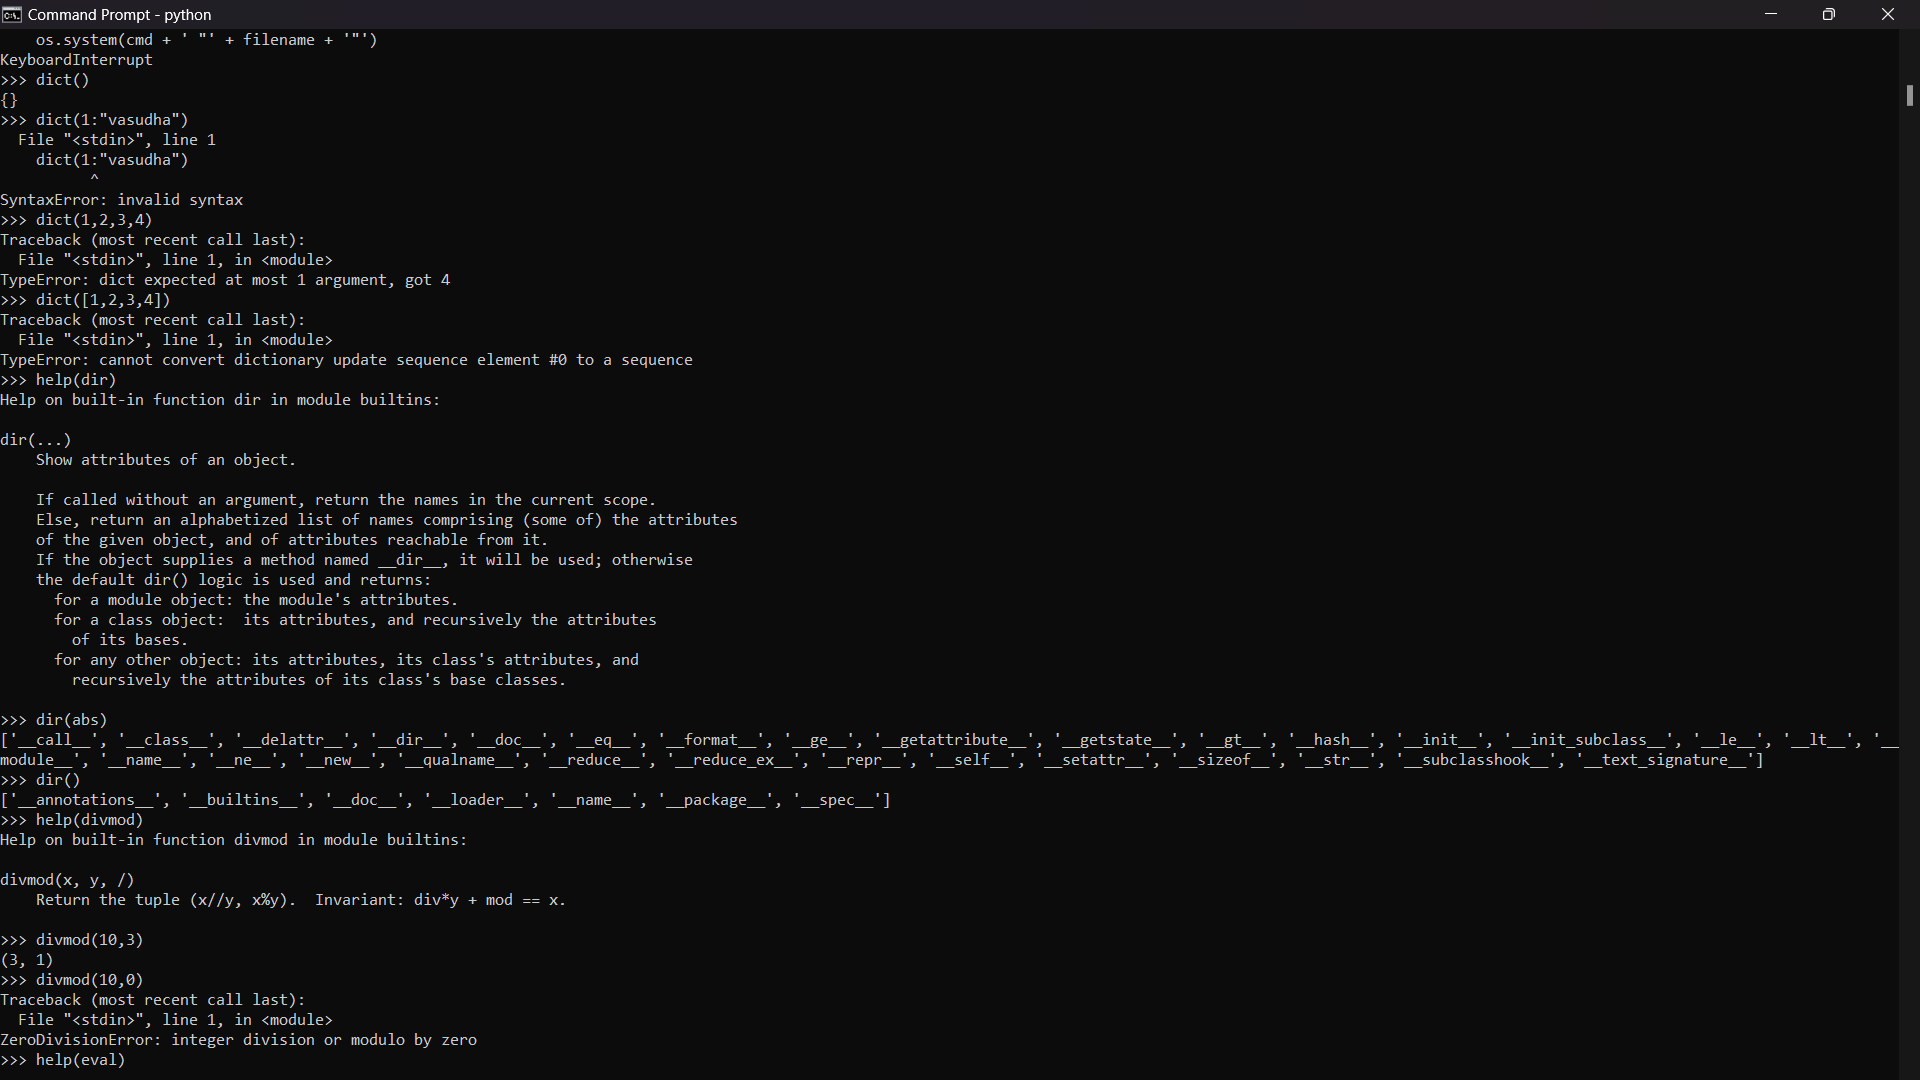 Command Prompt - python
    os.system(cmd + ' "' + filename + '"')
KeyboardInterrupt
>>> dict()
{}
>>> dict(1:"vasudha")
  File "<stdin>", line 1
    dict(1:"vasudha")
          ^
SyntaxError: invalid syntax
>>> dict(1,2,3,4)
Traceback (most recent call last):
  File "<stdin>", line 1, in <module>
TypeError: dict expected at most 1 argument, got 4
>>> dict([1,2,3,4])
Traceback (most recent call last):
  File "<stdin>", line 1, in <module>
TypeError: cannot convert dictionary update sequence element #0 to a sequence
>>> help(dir)
Help on built-in function dir in module builtins:

dir(...)
    Show attributes of an object.

    If called without an argument, return the names in the current scope.
    Else, return an alphabetized list of names comprising (some of) the attributes
    of the given object, and of attributes reachable from it.
    If the object supplies a method named __dir__, it will be used; otherwise
    the default dir() logic is used and returns:
      for a module object: the module's attributes.
      for a class object:  its attributes, and recursively the attributes
        of its bases.
      for any other object: its attributes, its class's attributes, and
        recursively the attributes of its class's base classes.

>>> dir(abs)
['__call__', '__class__', '__delattr__', '__dir__', '__doc__', '__eq__', '__format__', '__ge__', '__getattribute__', '__getstate__', '__gt__', '__hash__', '__init__', '__init_subclass__', '__le__', '__lt__', '__
module__', '__name__', '__ne__', '__new__', '__qualname__', '__reduce__', '__reduce_ex__', '__repr__', '__self__', '__setattr__', '__sizeof__', '__str__', '__subclasshook__', '__text_signature__']
>>> dir()
['__annotations__', '__builtins__', '__doc__', '__loader__', '__name__', '__package__', '__spec__']
>>> help(divmod)
Help on built-in function divmod in module builtins:

divmod(x, y, /)
    Return the tuple (x//y, x%y).  Invariant: div*y + mod == x.

>>> divmod(10,3)
(3, 1)
>>> divmod(10,0)
Traceback (most recent call last):
  File "<stdin>", line 1, in <module>
ZeroDivisionError: integer division or modulo by zero
>>> help(eval)